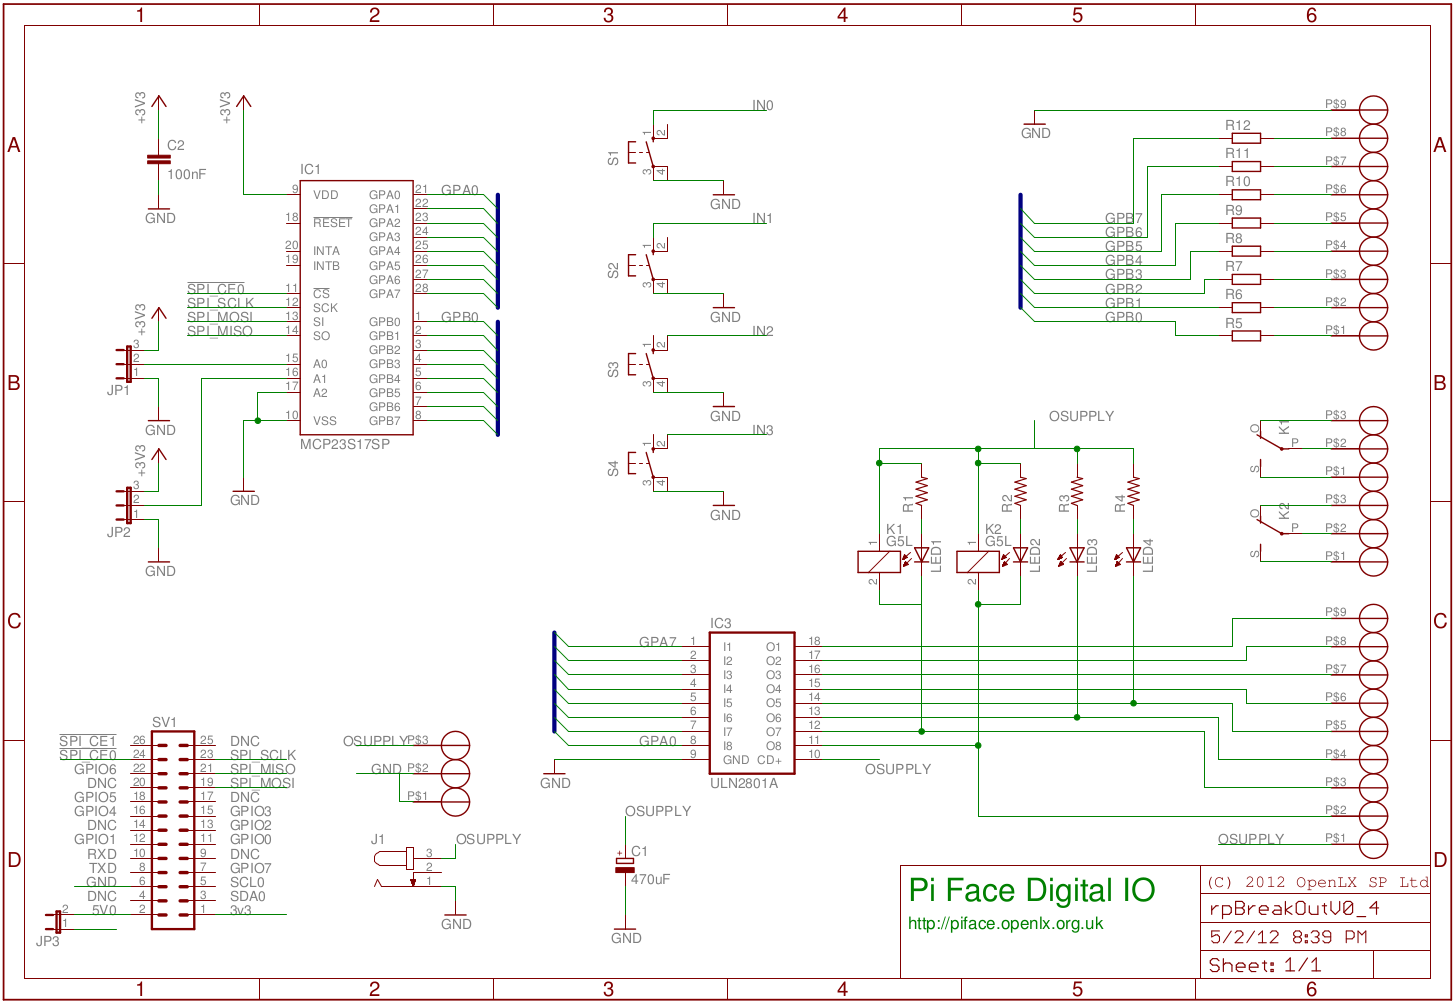 1 2 3 4 5 6
A
B
C
D
+3V3
C2
100nF
GND
+3V3
IC1
9 VDD GPA0 21 GPA0
GPA1 22
18 RESET GPA2 23
GPA3 24
20 INTA GPA4 25
19 INTB GPA5 26
GPA6 27
SPI_CE0 11 CS GPA7 28
SPI_SCLK 12 SCK
SPI_MOSI 13 SI GPB0 1 GPB0
SPI_MISO 14 SO GPB1 2
GPB2 3
15 A0 GPB3 4
16 A1 GPB4 5
17 A2 GPB5 6
GPB6 7
10 VSS GPB7 8
MCP23S17SP
GND
+3V3
3
2
1
JP1
GND
+3V3
3
2
1
JP2
GND
IN0
S1
1 2
3 4
GND
IN1
S2
1 2
3 4
GND
IN2
S3
1 2
3 4
GND
IN3
S4
1 2
3 4
GND
GND
P$9
R12 P$8
R11 P$7
R10 P$6
GPB7 R9 P$5
GPB6
GPB5 R8 P$4
GPB4
GPB3 R7 P$3
GPB2
GPB1 R6 P$2
GPB0 R5 P$1
OSUPPLY
R1 R2 R3 R4
K1
G5L
1
2
LED1
K2
G5L
1
2
LED2
LED3
LED4
O K1 P$3
P P$2
S P$1
O K2 P$3
P P$2
S P$1
IC3
GPA7 1 I1 O1 18
2 I2 O2 17
3 I3 O3 16
4 I4 O4 15
5 I5 O5 14
6 I6 O6 13
7 I7 O7 12
GPA0 8 I8 O8 11
9 GND CD+ 10
GND
OSUPPLY
ULN2801A
P$9
P$8
P$7
P$6
P$5
P$4
P$3
P$2
OSUPPLY P$1
SV1
SPI_CE1 26 25 DNC
SPI_CE0 24 23 SPI_SCLK
GPIO6 22 21 SPI_MISO
DNC 20 19 SPI_MOSI
GPIO5 18 17 DNC
GPIO4 16 15 GPIO3
DNC 14 13 GPIO2
GPIO1 12 11 GPIO0
RXD 10 9 DNC
TXD 8 7 GPIO7
GND 6 5 SCL0
DNC 4 3 SDA0
5V0 2 1 3v3
2
1
JP3
OSUPPLY P$3
GND P$2
P$1
J1
OSUPPLY
3
2
1
GND
OSUPPLY
+
C1
470uF
GND
Pi Face Digital IO
http://piface.openlx.org.uk
(C) 2012 OpenLX SP Ltd
rpBreakOutV0_4
5/2/12 8:39 PM
Sheet: 1/1
A
B
C
D
1 2 3 4 5 6